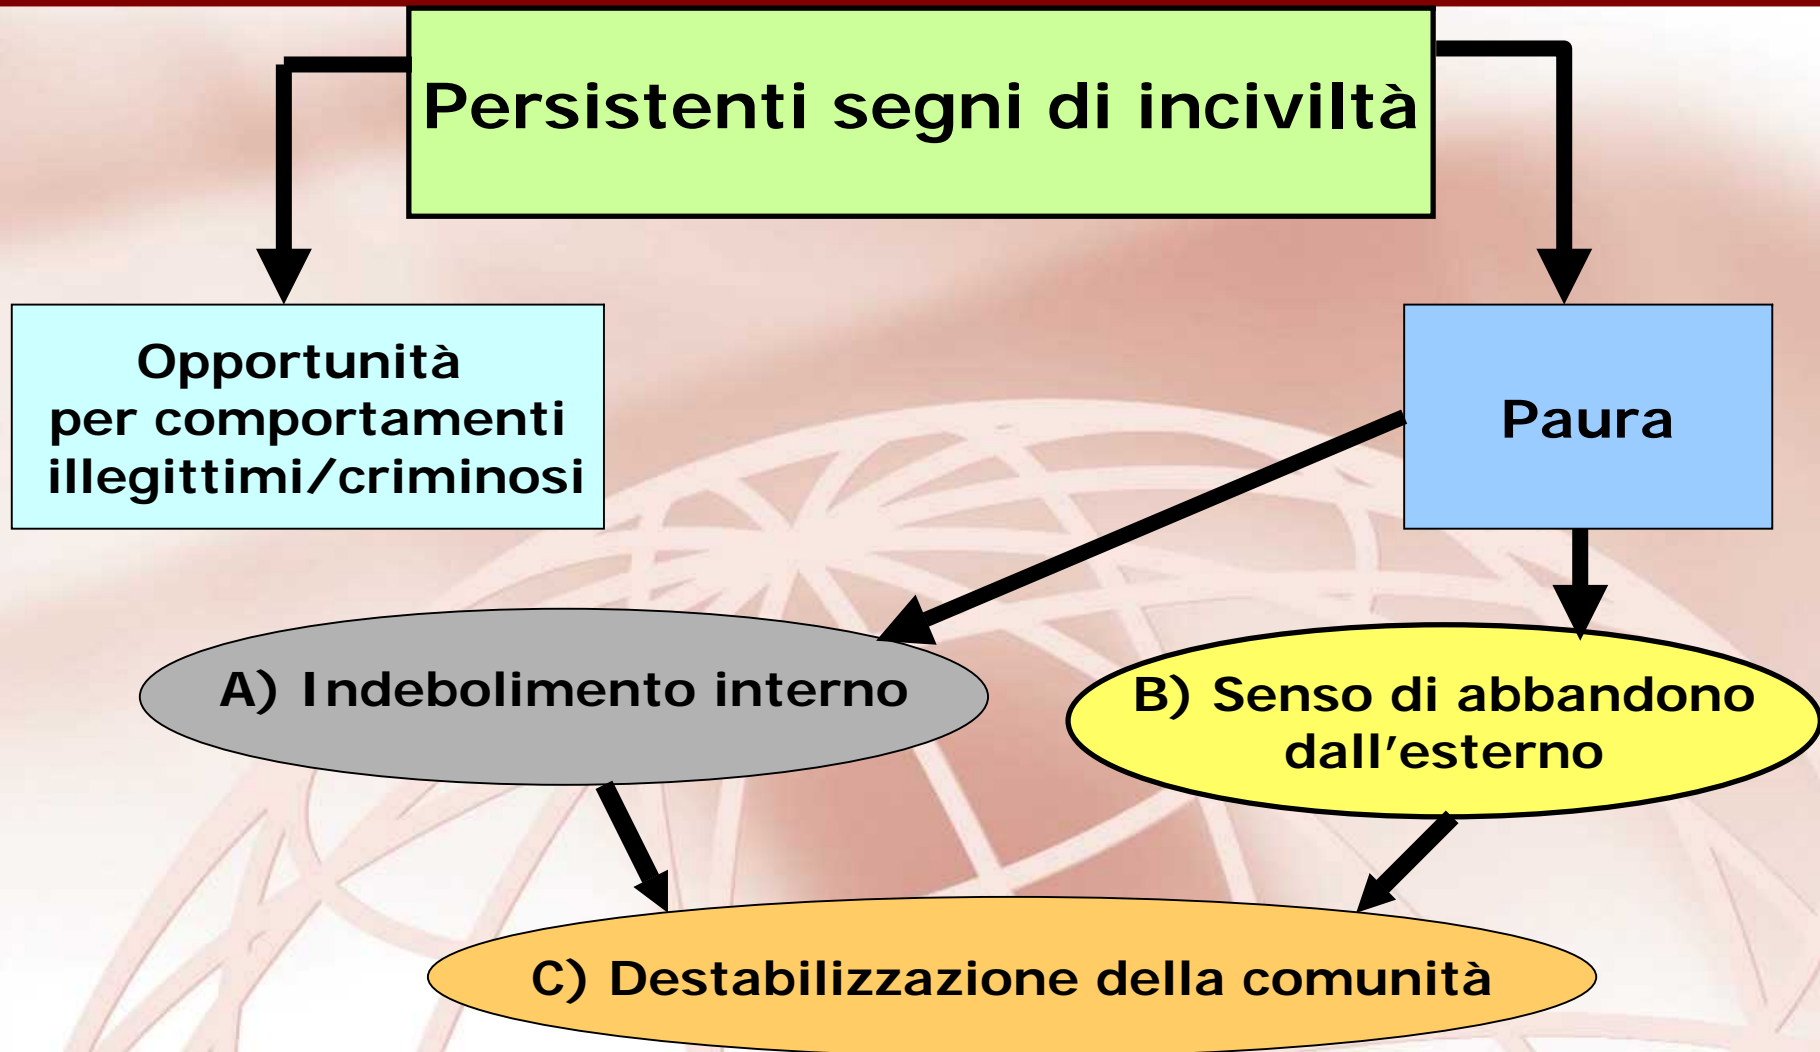 Persistenti segni di inciviltà
Opportunità
per comportamenti
illegittimi/criminosi
Paura
A) Indebolimento interno
B) Senso di abbandono
dall’esterno
C) Destabilizzazione della comunità